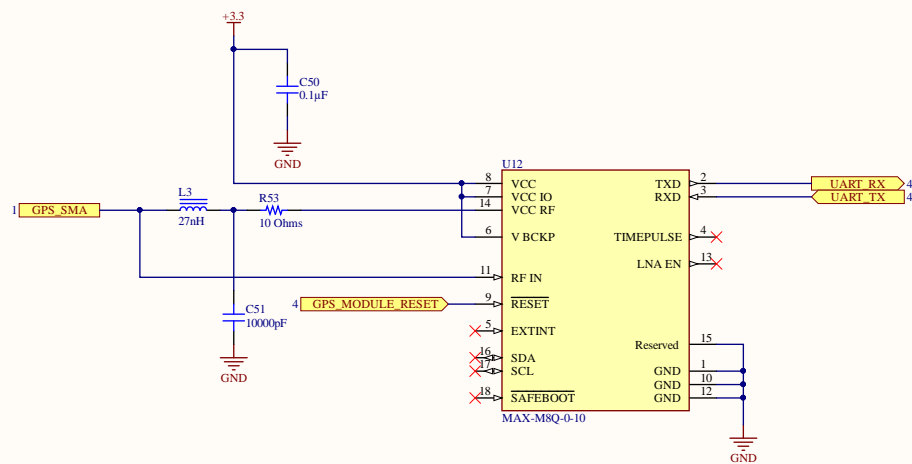 +3.3
C50
0.1µF
GND
U12
L3
27nH
R53
10 Ohms
1 GPS_SMA
8 VCC
7 VCC IO
14 VCC RF
6 V BCKP
11 RF IN
4 GPS_MODULE_RESET
9 RESET
5 EXTINT
16 SDA
17 SCL
18 SAFEBOOT
TXD 2 UART_RX 4
RXD 3 UART_TX 4
TIMEPULSE 4
LNA EN 13
Reserved 15
GND 1
GND 10
GND 12
C51
10000pF
GND
MAX-M8Q-0-10
GND